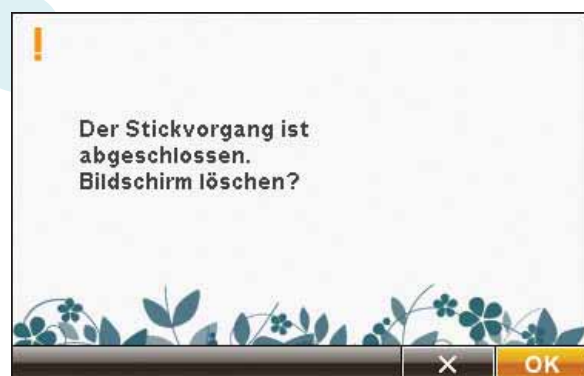 !
Der Stickvorgang ist
abgeschlossen.
Bildschirm löschen?
X OK